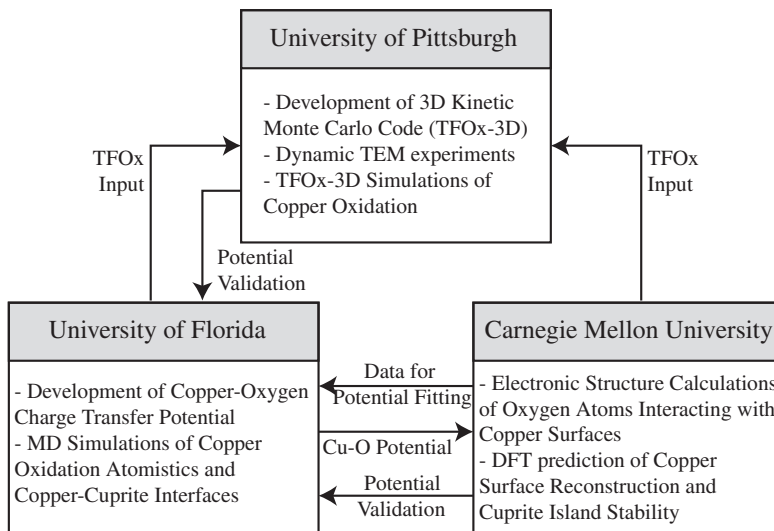 University of Pittsburgh
- Development of 3D Kinetic
Monte Carlo Code (TFOx-3D)
- Dynamic TEM experiments
- TFOx-3D Simulations of
Copper Oxidation
TFOx
Input
TFOx
Input
Potential
Validation
University of Florida
- Development of Copper-Oxygen
Charge Transfer Potential
- MD Simulations of Copper
Oxidation Atomistics and
Copper-Cuprite Interfaces
Data for
Potential Fitting
Cu-O Potential
Potential
Validation
Carnegie Mellon University
- Electronic Structure Calculations
of Oxygen Atoms Interacting with
Copper Surfaces
- DFT prediction of Copper
Surface Reconstruction and
Cuprite Island Stability